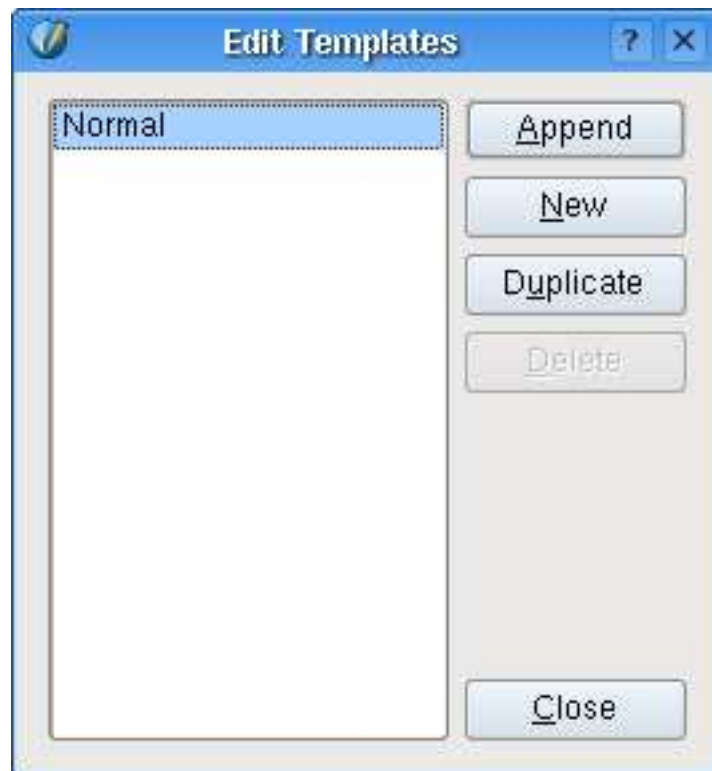 Edit Templates ?
Normal
Append
New
Duplicate
Delete
Close